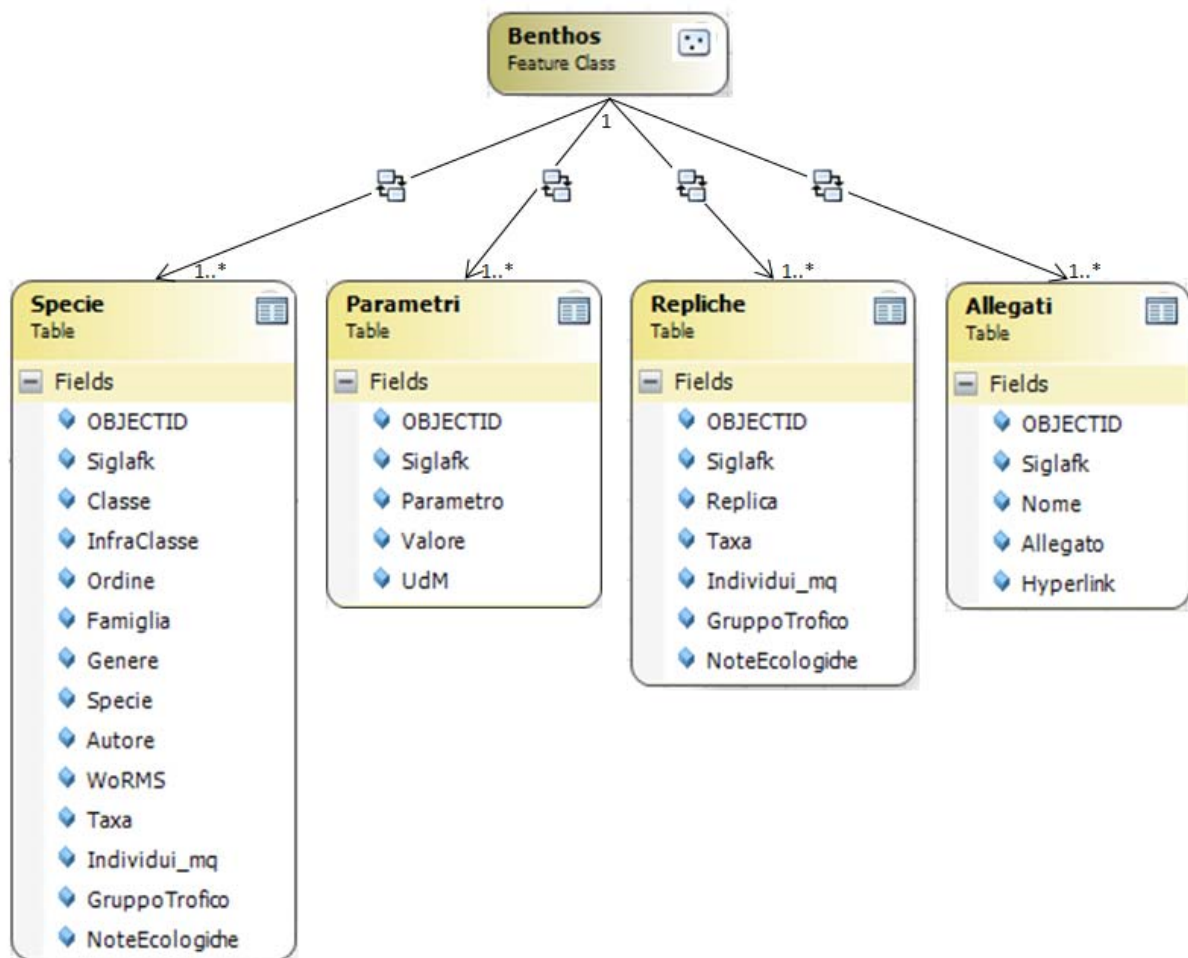 Benthos
Feature Class
1
1..*
1..*
1..*
1..*
Specie
Table
Fields
OBJECTID
Siglafk
Classe
InfraClasse
Ordine
Famiglia
Genere
Specie
Autore
WoRMS
Taxa
Individui_mq
GruppoTrofico
NoteEcologiche
Parametri
Table
Fields
OBJECTID
Siglafk
Parametro
Valore
UdM
Repliche
Table
Fields
OBJECTID
Siglafk
Replica
Taxa
Individui_mq
GruppoTrofico
NoteEcologiche
Allegati
Table
Fields
OBJECTID
Siglafk
Nome
Allegato
Hyperlink